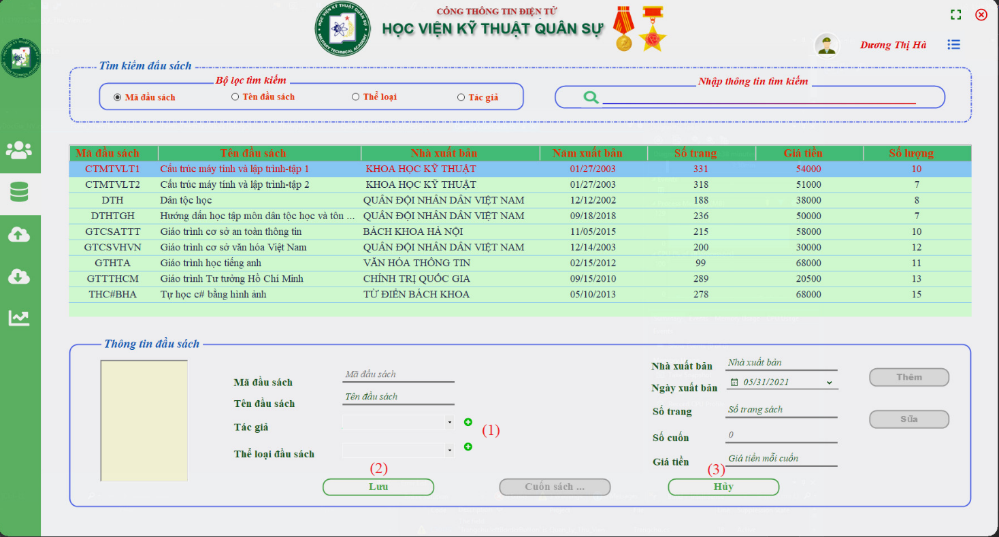 CỔNG THÔNG TIN ĐIỆN TỬ
HỌC VIỆN KỸ THUẬT QUÂN SỰ
HỌC VIỆN KỸ THUẬT QUÂN SỰ
MILITARY TECHNICAL ACADEMY
Dương Thị Hà
Tìm kiếm đầu sách
Bộ lọc tìm kiếm
Nhập thông tin tìm kiếm
Mã đầu sách Tên đầu sách Thể loại Tác giả
Mã đầu sách Tên đầu sách Nhà xuất bản Năm xuất bản Số trang Giá tiền Số lượng
CTMTVLT1 Cấu trúc máy tính và lập trình-tập 1 KHOA HỌC KỸ THUẬT 01/27/2003 331 54000 10
CTMTVLT2 Cấu trúc máy tính và lập trình-tập 2 KHOA HỌC KỸ THUẬT 01/27/2003 318 51000 7
DTH Dân tộc học QUÂN ĐỘI NHÂN DÂN VIỆT NAM 12/12/2002 188 38000 8
DTHTGH Hướng dẫn học tập môn dân tộc học và tôn ... QUÂN ĐỘI NHÂN DÂN VIỆT NAM 09/18/2018 236 50000 7
GTCSATTT Giáo trình cơ sở an toàn thông tin BÁCH KHOA HÀ NỘI 11/05/2015 215 58000 10
GTCSVHVN Giáo trình cơ sở văn hóa Việt Nam QUÂN ĐỘI NHÂN DÂN VIỆT NAM 12/14/2003 200 30000 12
GTHTA Giáo trình học tiếng anh VĂN HÓA THÔNG TIN 02/15/2012 99 68000 11
GTTTHCM Giáo trình Tư tưởng Hồ Chí Minh CHÍNH TRỊ QUỐC GIA 09/15/2010 289 20500 13
THC#BHA Tự học c# bằng hình ảnh TỪ ĐIỂN BÁCH KHOA 05/10/2013 278 68000 15
Thông tin đầu sách
Mã đầu sách Mã đầu sách
Tên đầu sách Tên đầu sách
Tác giả
(1)
Thể loại đầu sách
Nhà xuất bản Nhà xuất bản
Ngày xuất bản 05/31/2021
Số trang Số trang sách
Số cuốn 0
Giá tiền Giá tiền mỗi cuốn
Thêm
Sửa
(2)
(3)
Lưu Cuốn sách ... Hủy